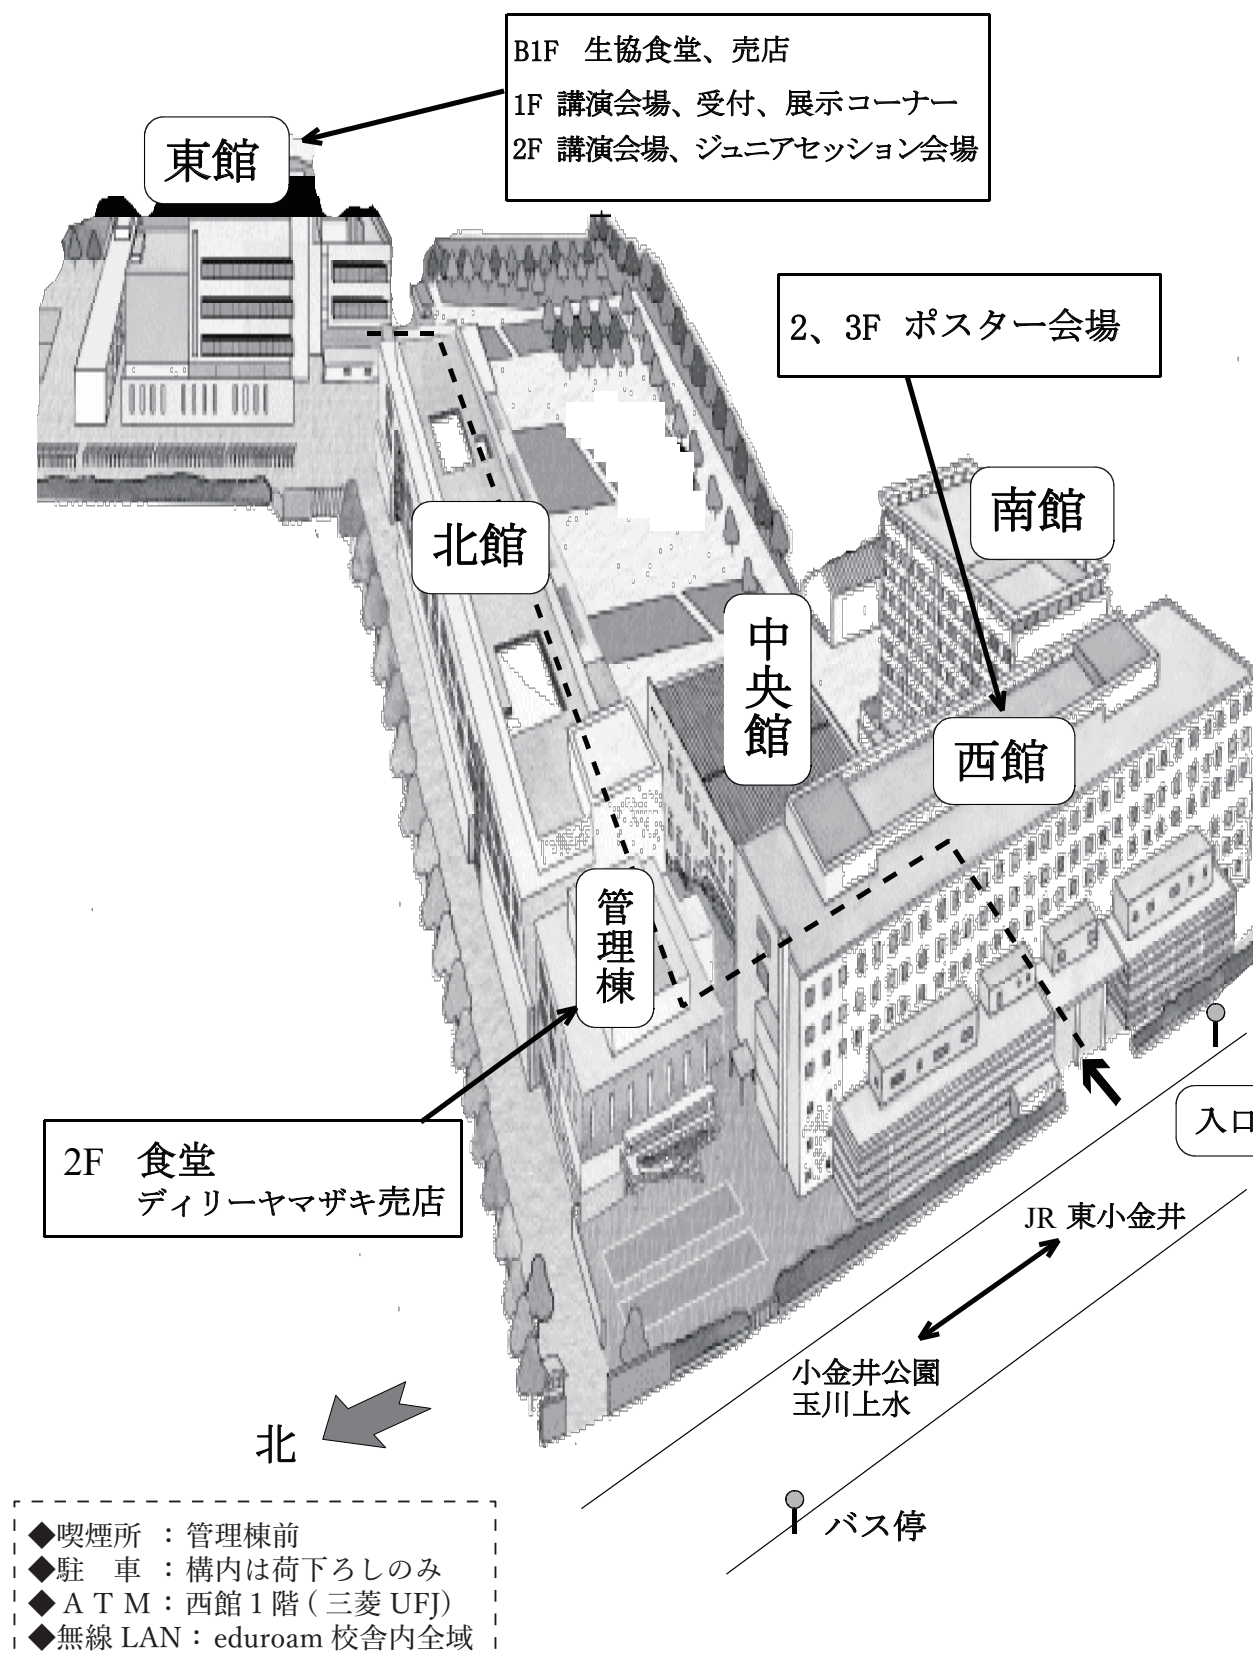 B1F 生協食堂、売店
1F 講演会場、受付、展示コーナー
2F 講演会場、ジュニアセッション会場
東館
2、3F ポスター会場
南館
北館
中央館
西館
管理棟
入口
2F 食堂
ディリーヤマザキ売店
JR 東小金井
小金井公園
玉川上水
北
バス停
◆喫煙所 : 管理棟前
◆駐 車 : 構内は荷下ろしのみ
◆ATM : 西館1階(三菱UFJ)
◆無線LAN : eduroam 校舎内全域